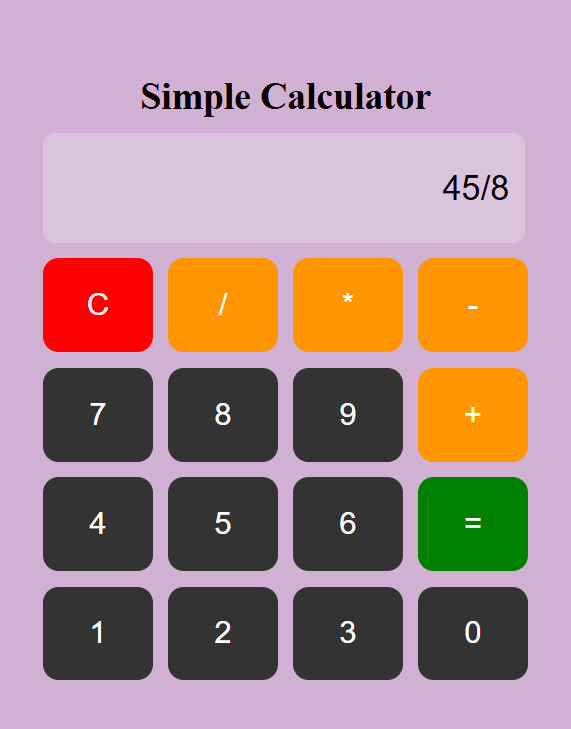 Simple Calculator
45/8
C / * -
7 8 9 +
4 5 6 =
1 2 3 0